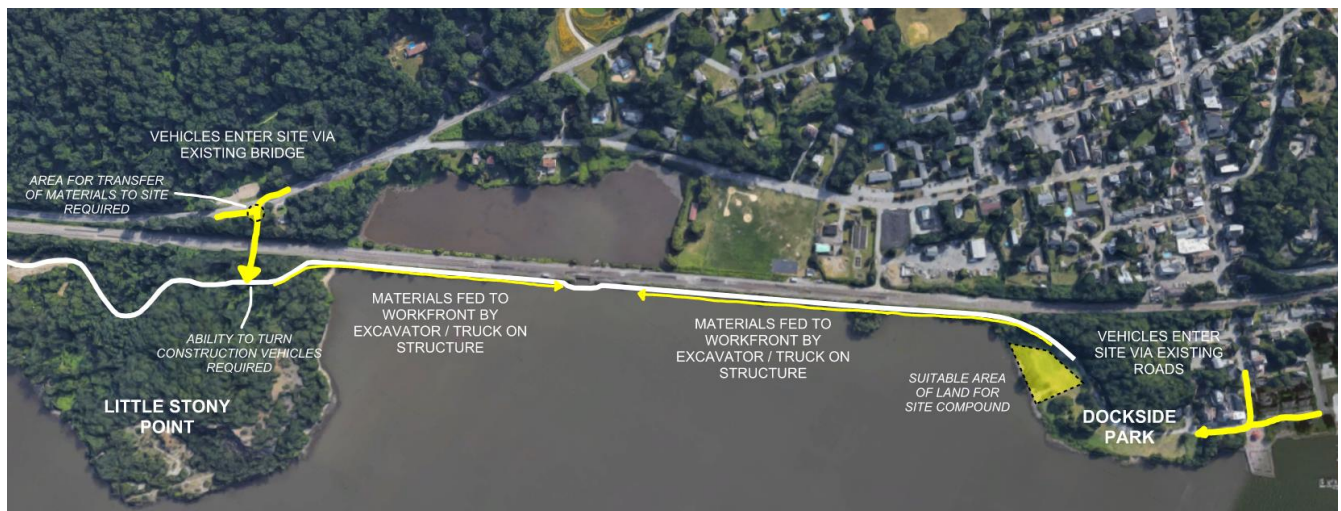 VEHICLES ENTER SITE VIA
EXISTING BRIDGE
AREA FOR TRANSFER
OF MATERIALS TO SITE
REQUIRED
MATERIALS FED TO
WORKFRONT BY
EXCAVATOR / TRUCK ON
STRUCTURE
ABILITY TO TURN
CONSTRUCTION VEHICLES
REQUIRED
LITTLE STONY
POINT
MATERIALS FED TO
WORKFRONT BY
EXCAVATOR / TRUCK ON
STRUCTURE
VEHICLES ENTER
SITE VIA EXISTING
ROADS
SUITABLE AREA
OF LAND FOR
SITE COMPOUND
DOCKSIDE
PARK